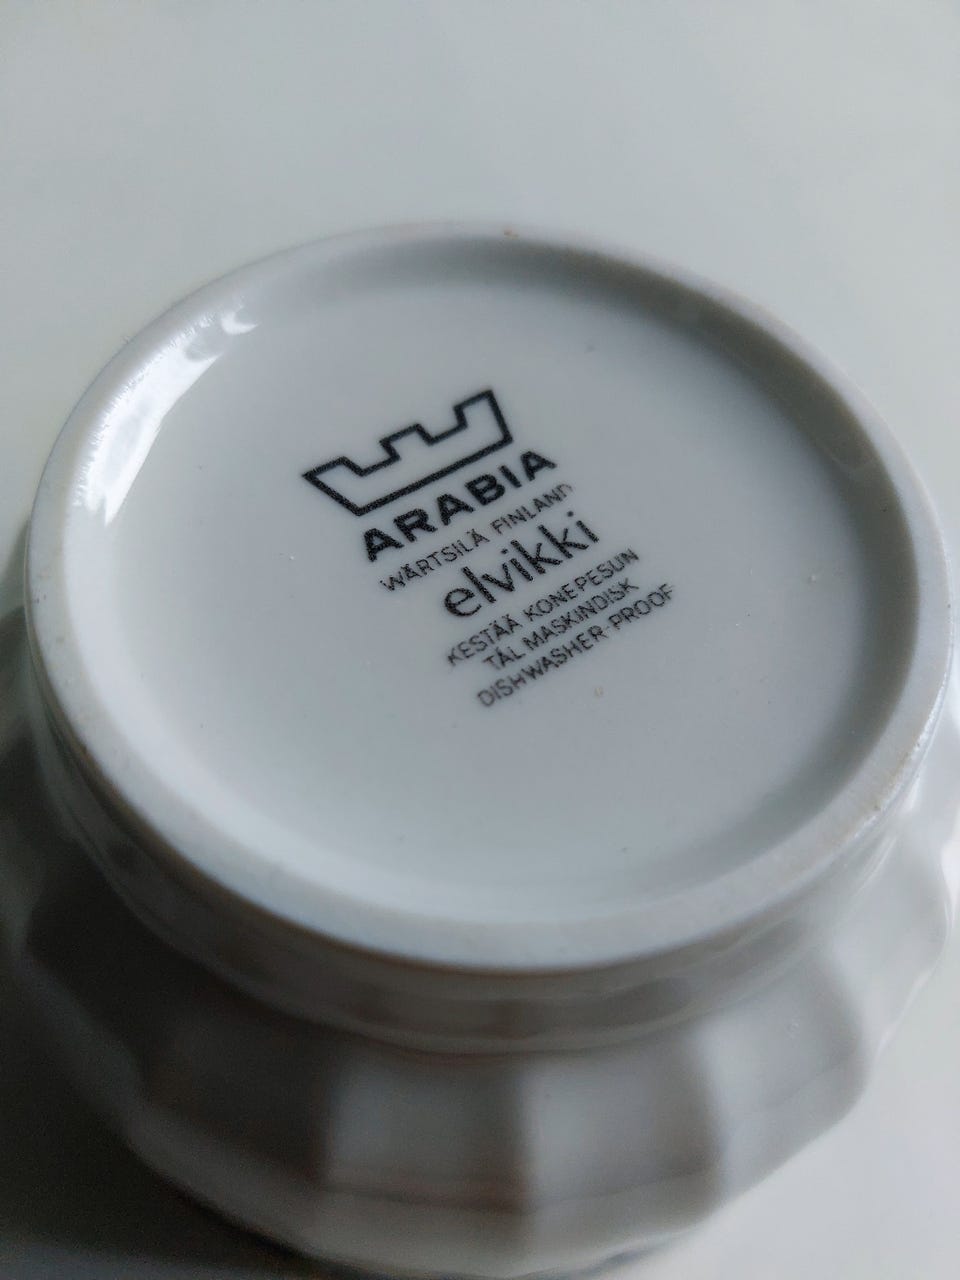 ARABIA
WÄRTSILÄ FINLAND
elvikki
KESTÄÄ KONEPESUN
TÅL MASKINDISK
DISHWASHER-PROOF